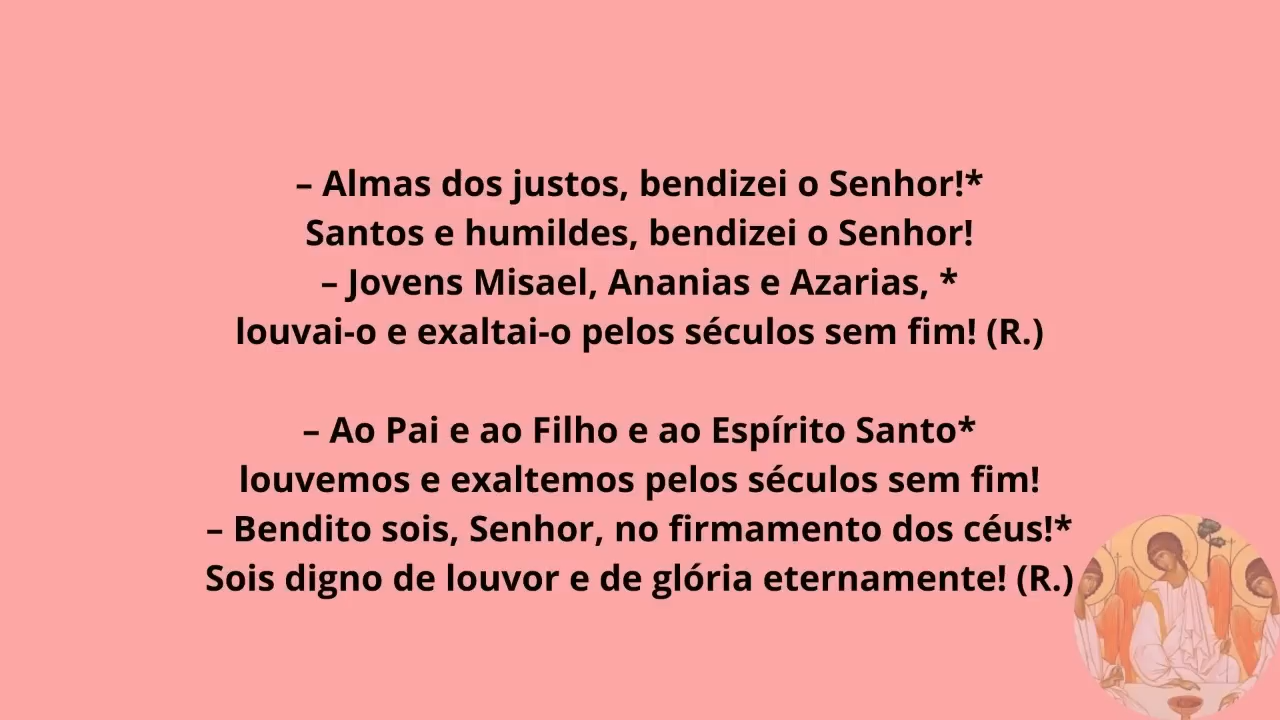 – Almas dos justos, bendizei o Senhor!*
Santos e humildes, bendizei o Senhor!
– Jovens Misael, Ananias e Azarias, *
louvai-o e exaltai-o pelos séculos sem fim! (R.)
– Ao Pai e ao Filho e ao Espírito Santo*
louvemos e exaltemos pelos séculos sem fim!
– Bendito sois, Senhor, no firmamento dos céus!*
Sois digno de louvor e de glória eternamente! (R.)